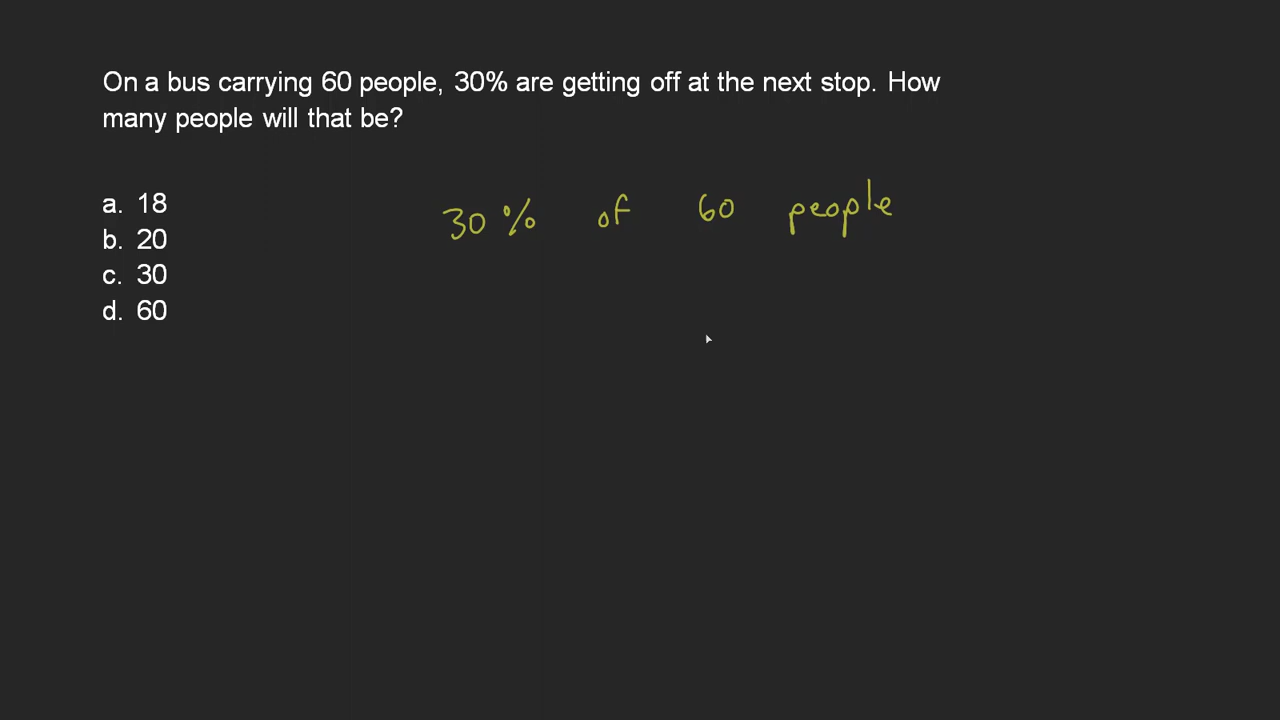 On a bus carrying 60 people, 30% are getting off at the next stop. How
many people will that be?
a. 18
b. 20
c. 30
d. 60
30% of 60 people